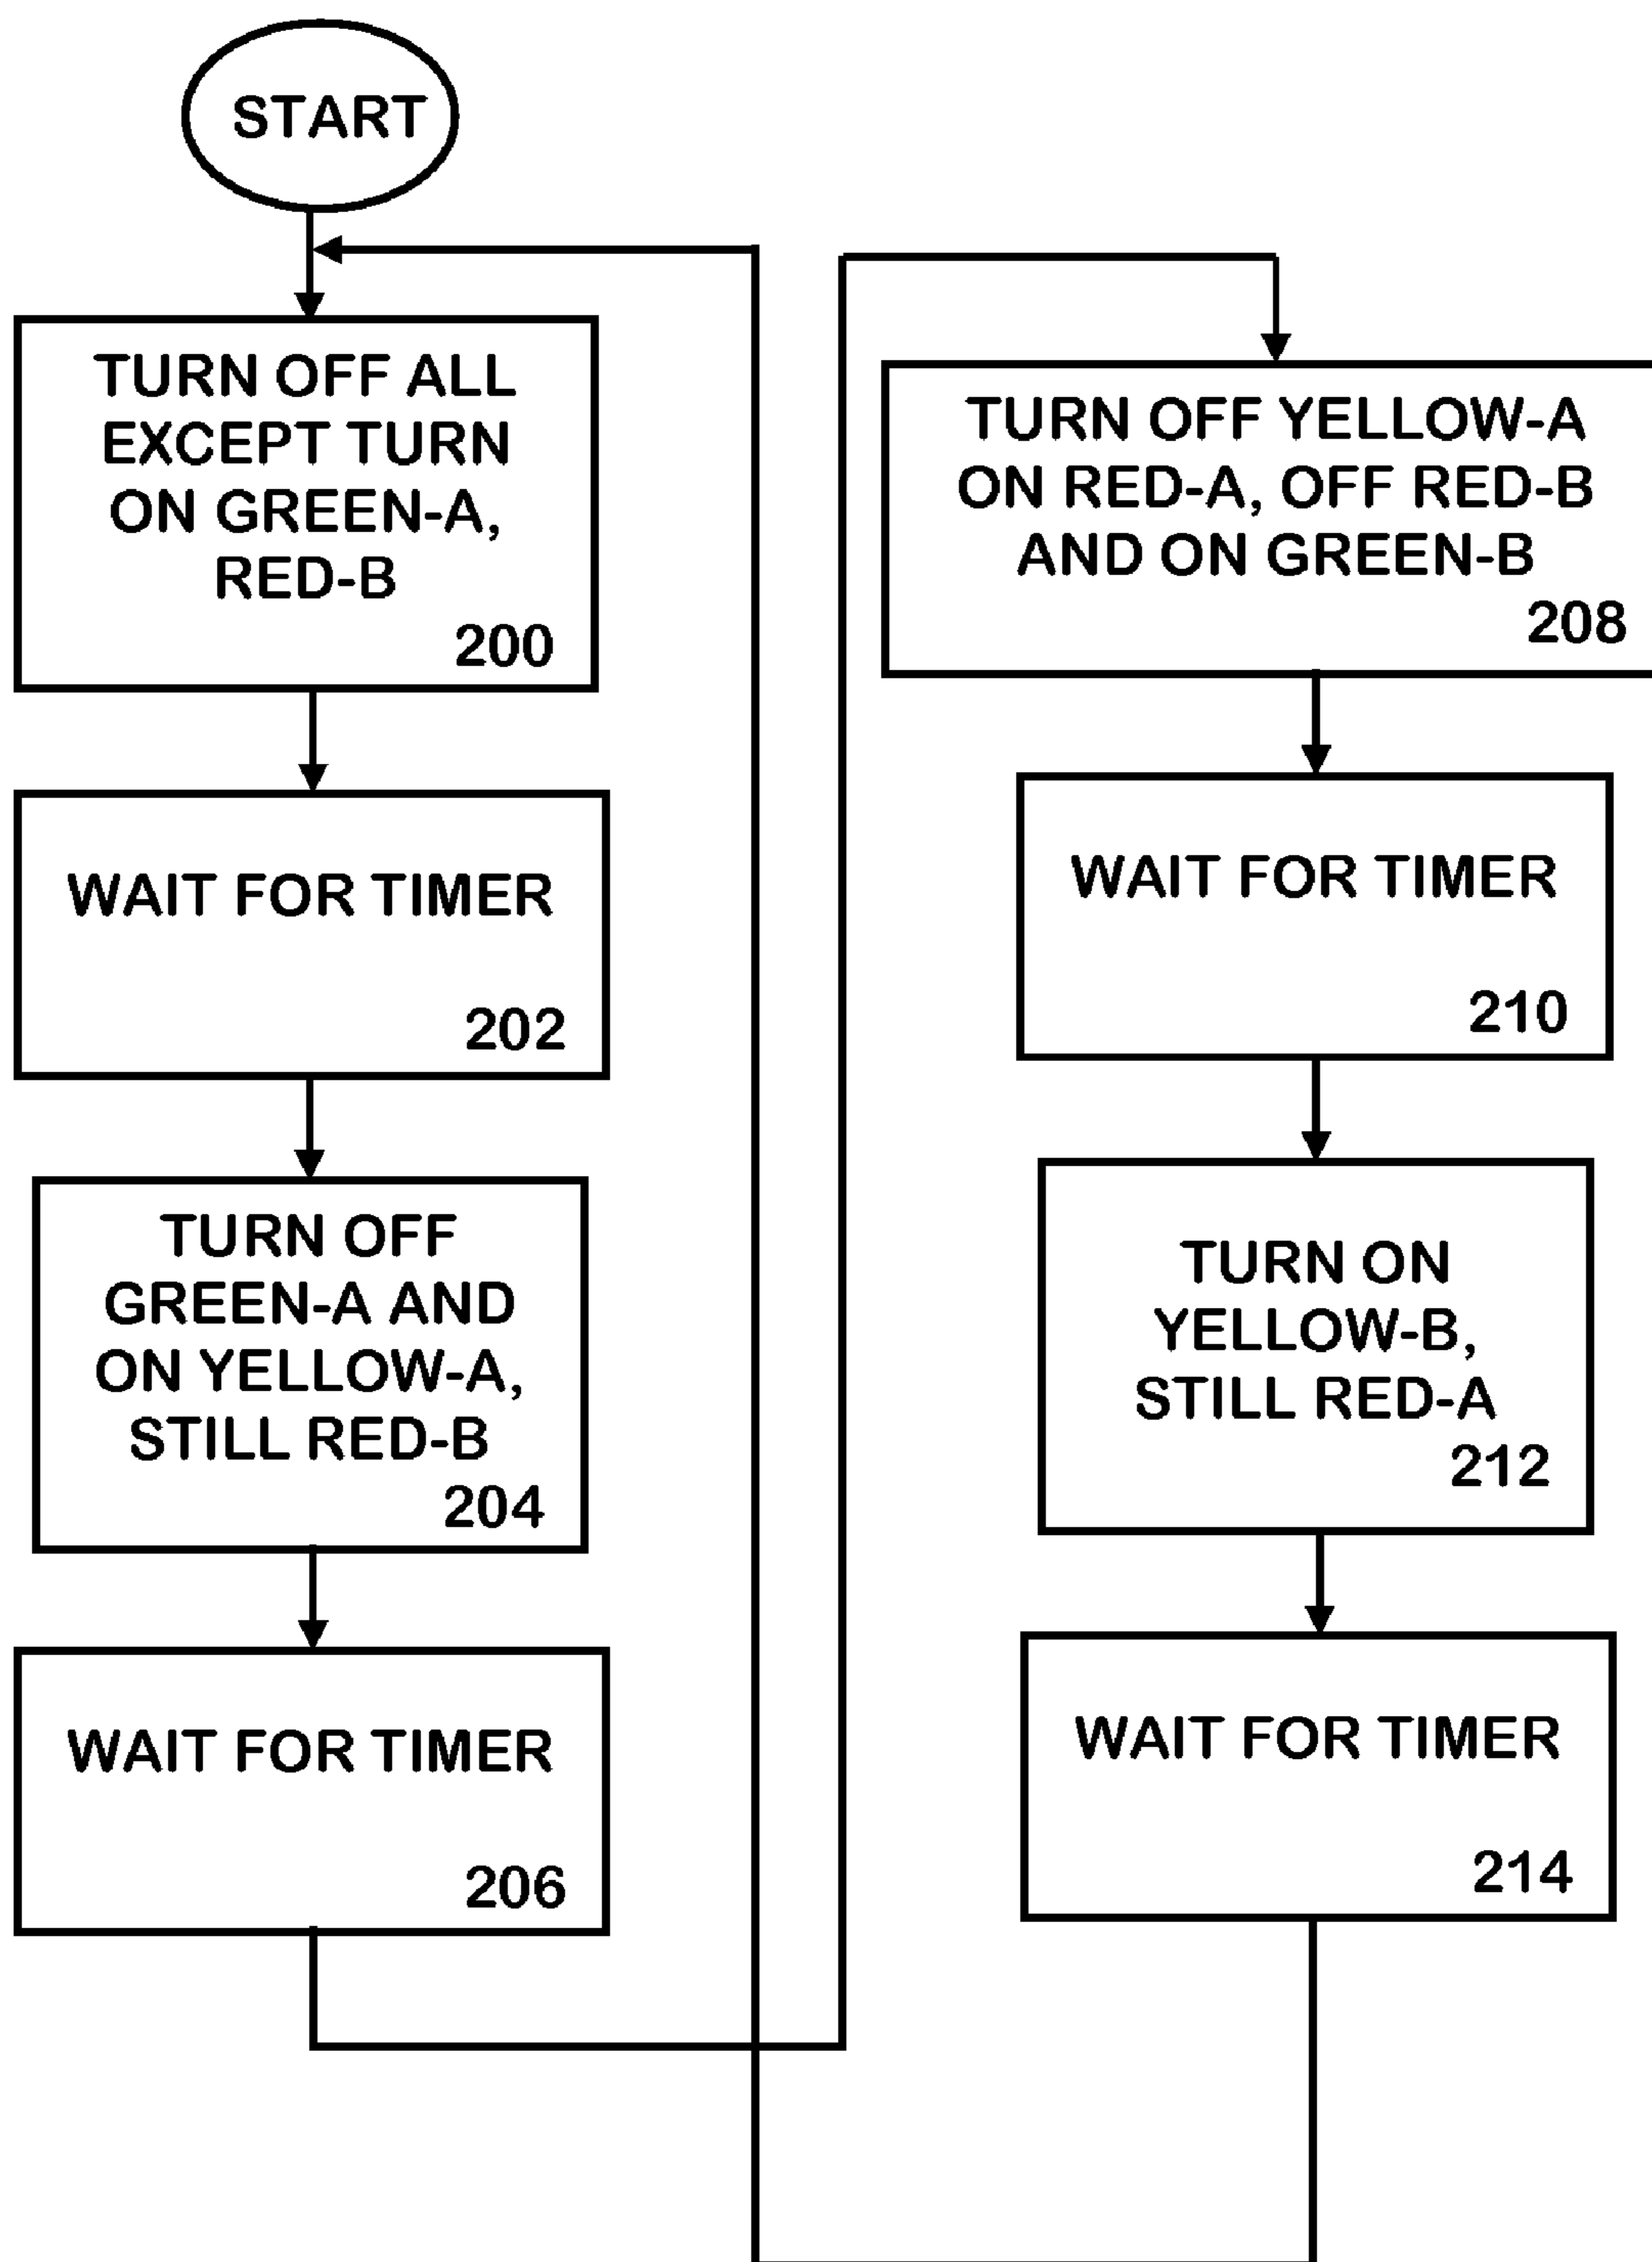 START
TURN OFF ALL
EXCEPT TURN
ON GREEN-A,
RED-B
200
WAIT FOR TIMER
202
TURN OFF
GREEN-A AND
ON YELLOW-A,
STILL RED-B
204
WAIT FOR TIMER
206
TURN OFF YELLOW-A
ON RED-A, OFF RED-B
AND ON GREEN-B
208
WAIT FOR TIMER
210
TURN ON
YELLOW-B,
STILL RED-A
212
WAIT FOR TIMER
214